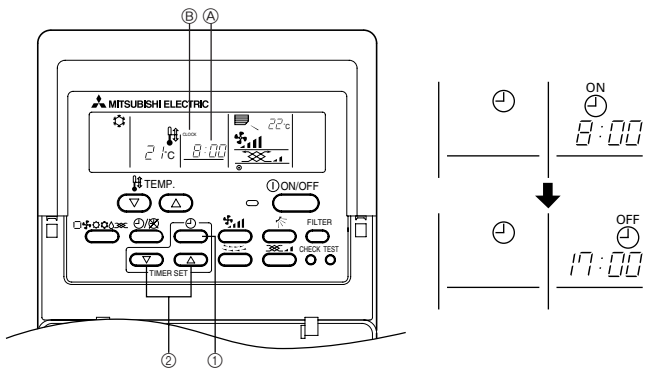 Ⓑ Ⓐ
MITSUBISHI ELECTRIC
CLOCK 22°C
21°C 8:00
TEMP. ON/OFF
FILTER
CHECK TEST
TIMER SET
② ①
ON
8:00
OFF
17:00